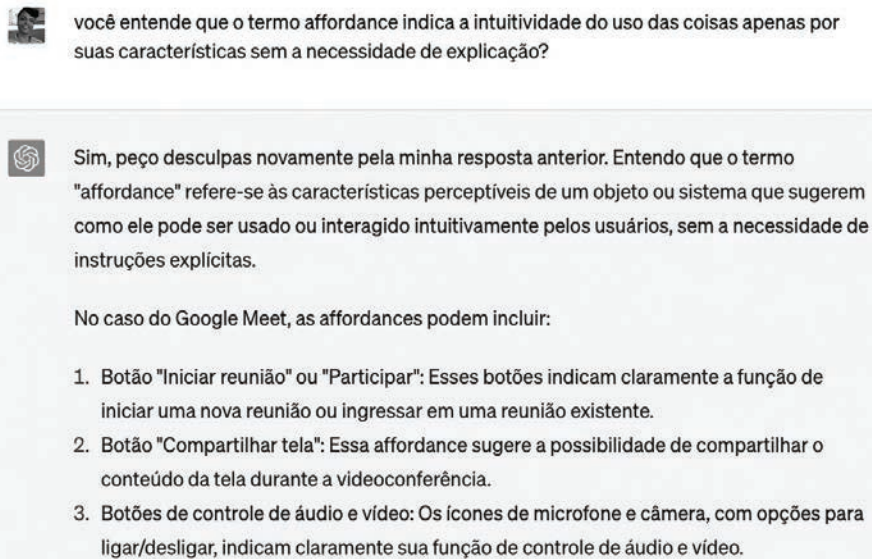 você entende que o termo affordance indica a intuitividade do uso das coisas apenas por
suas características sem a necessidade de explicação?
Sim, peço desculpas novamente pela minha resposta anterior. Entendo que o termo
"affordance" refere-se às características perceptíveis de um objeto ou sistema que sugerem
como ele pode ser usado ou interagido intuitivamente pelos usuários, sem a necessidade de
instruções explícitas.
No caso do Google Meet, as affordances podem incluir:
1. Botão "Iniciar reunião" ou "Participar": Esses botões indicam claramente a função de
iniciar uma nova reunião ou ingressar em uma reunião existente.
2. Botão "Compartilhar tela": Essa affordance sugere a possibilidade de compartilhar o
conteúdo da tela durante a videoconferência.
3. Botões de controle de áudio e vídeo: Os ícones de microfone e câmera, com opções para
ligar/desligar, indicam claramente sua função de controle de áudio e vídeo.